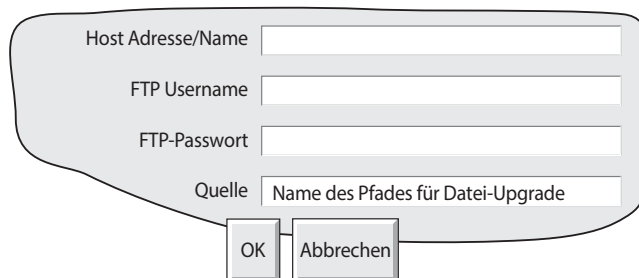 Host Adresse/Name
FTP Username
FTP-Passwort
Quelle Name des Pfades für Datei-Upgrade
OK Abbrechen